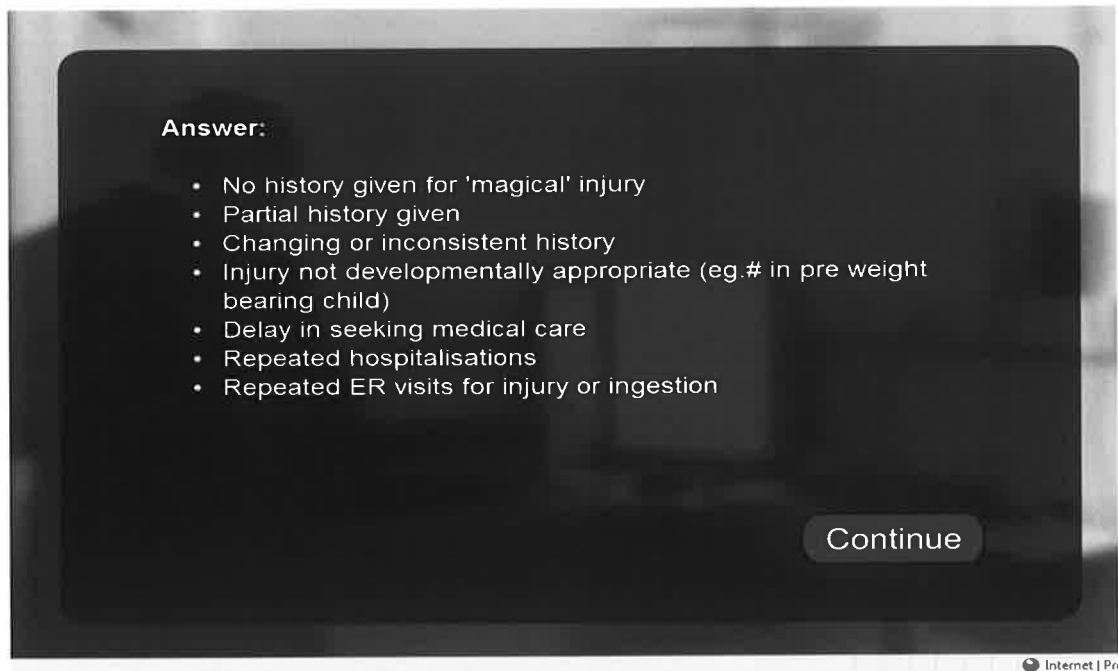 Answer:
• No history given for 'magical' injury
• Partial history given
• Changing or inconsistent history
• Injury not developmentally appropriate (eg.# in pre weight
bearing child)
• Delay in seeking medical care
• Repeated hospitalisations
• Repeated ER visits for injury or ingestion
Continue
Internet |